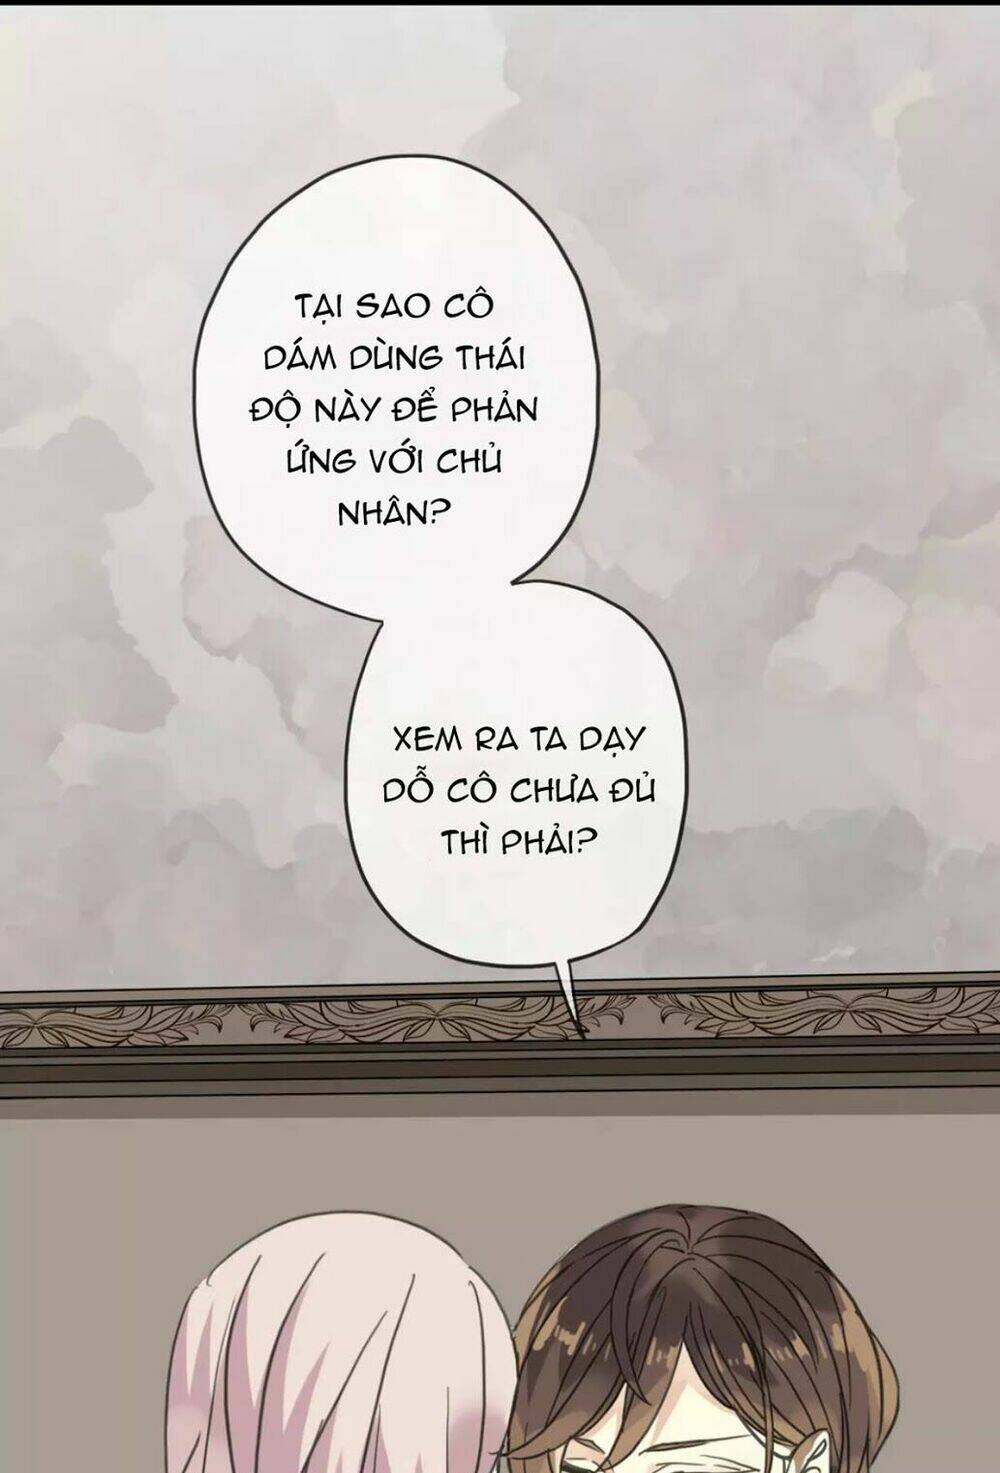 TẠI SAO CÔ
DÁM DÙNG THÁI
ĐỘ NÀY ĐỂ PHẢN
ỨNG VỚI CHỦ
NHÂN?
XEM RA TA DẠY
DỖ CÔ CHƯA ĐỦ
THÌ PHẢI?